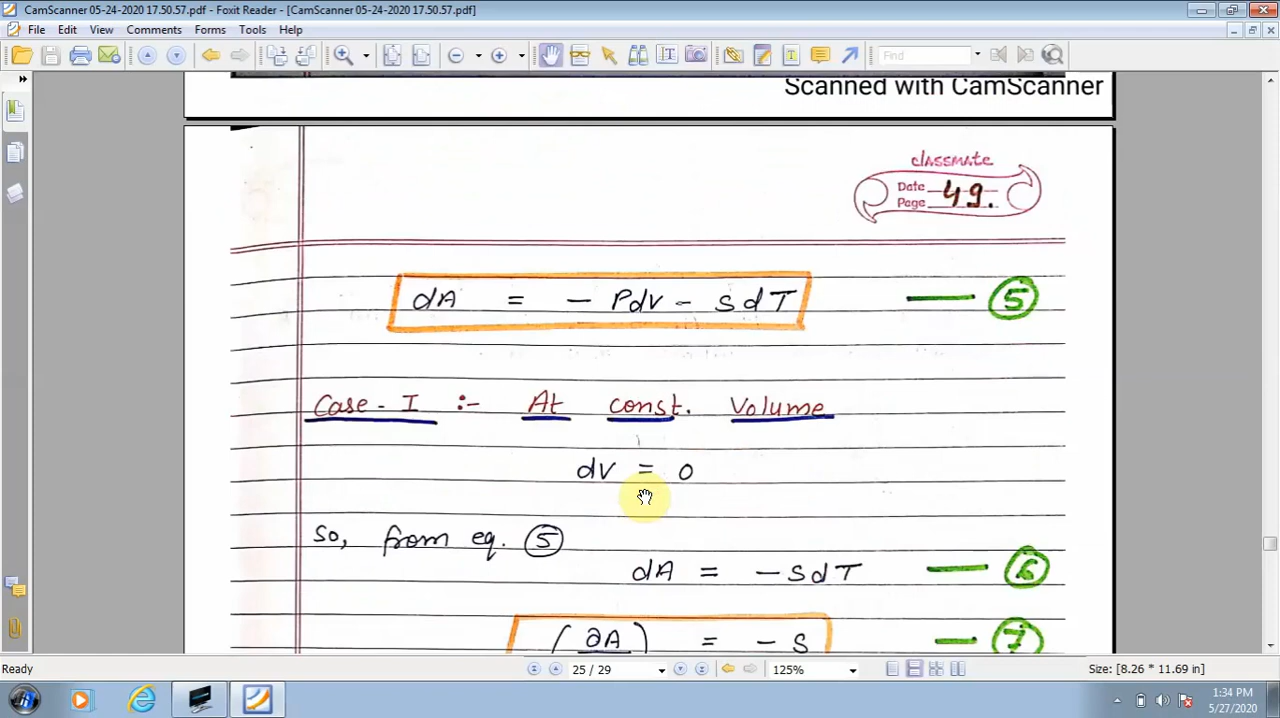 CamScanner 05-24-2020 17.50.57.pdf - Foxit Reader - [CamScanner 05-24-2020 17.50.57.pdf]
File Edit View Comments Forms Tools Help
Find
Scanned with CamScanner
classmate
Date
Page 49.
dA = - PdV - SdT — 5
Case - I :- At const. Volume
dV = 0
So, from eq. 5
dA = - SdT — 6
(∂A) = - S — 7
Ready
25 / 29
125%
Size: [8.26 * 11.69 in]
1:34 PM
5/27/2020